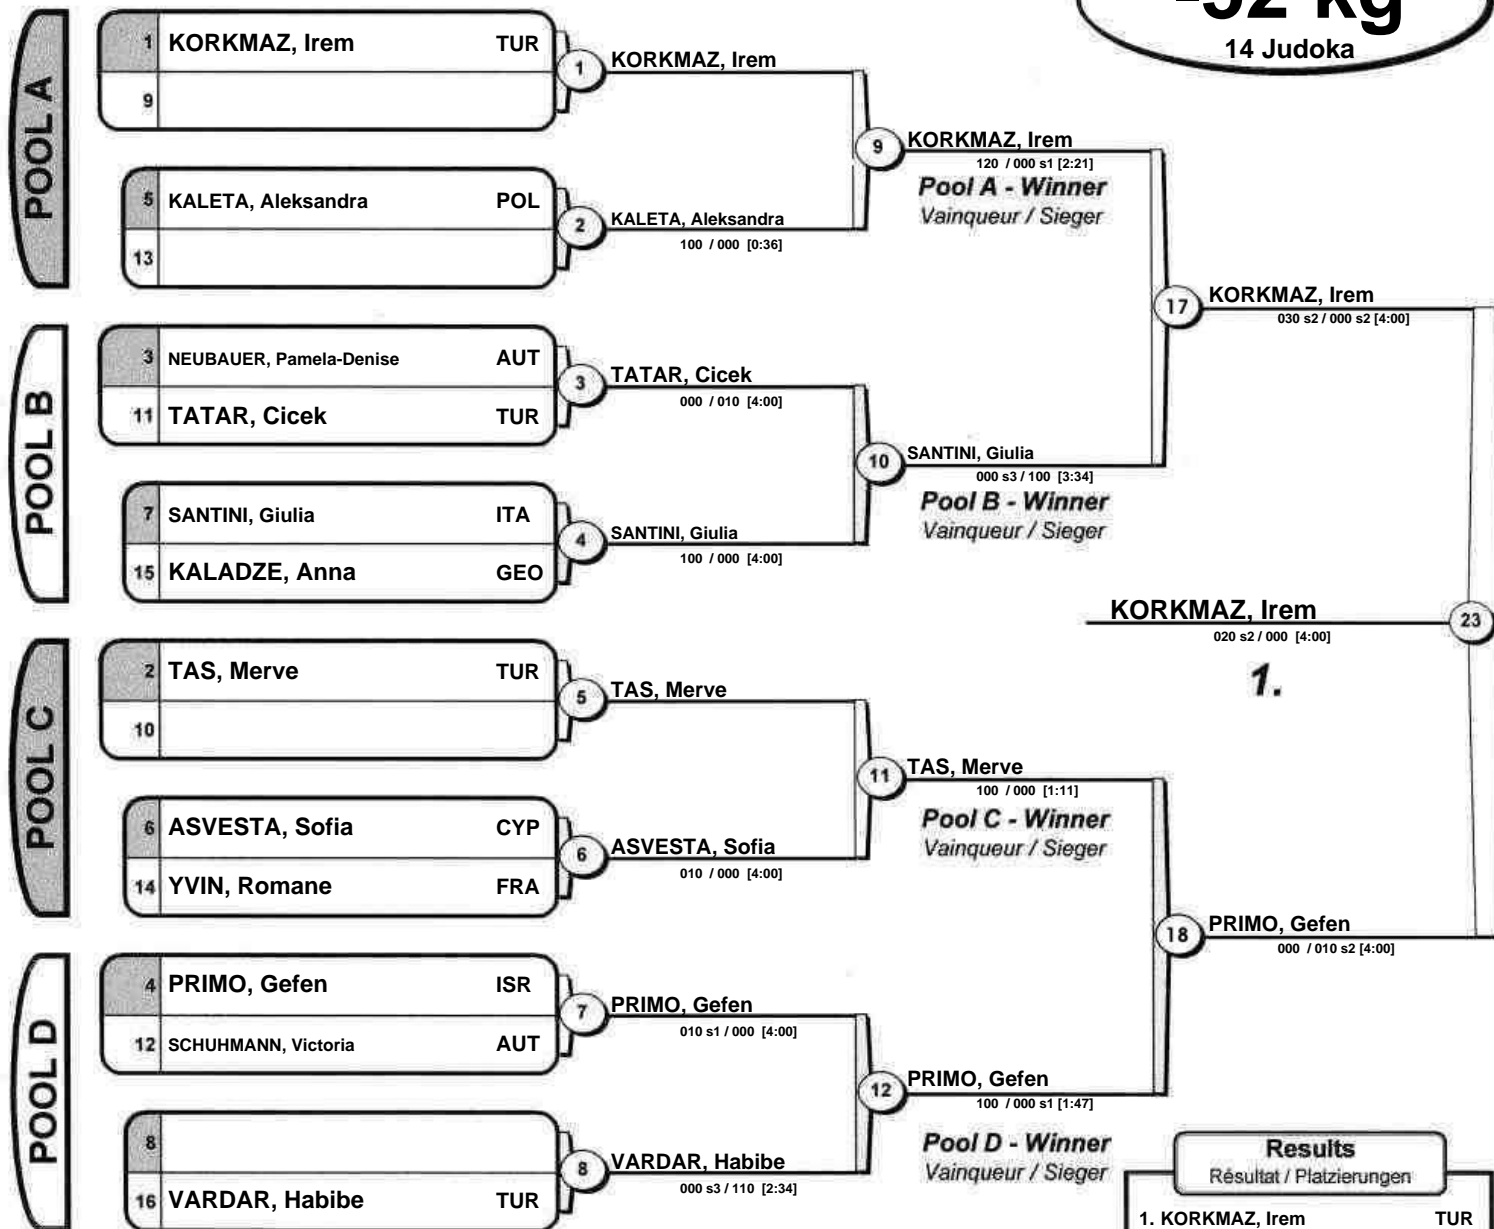 -52 kg
14 Judoka
POOL A
1 KORKMAZ, Irem TUR
9
1 KORKMAZ, Irem
5 KALETA, Aleksandra POL
13
2 KALETA, Aleksandra
100 / 000 [0:36]
9 KORKMAZ, Irem
120 / 000 s1 [2:21]
Pool A - Winner
Vainqueur / Sieger
17 KORKMAZ, Irem
030 s2 / 000 s2 [4:00]
POOL B
3 NEUBAUER, Pamela-Denise AUT
11 TATAR, Cicek TUR
3 TATAR, Cicek
000 / 010 [4:00]
7 SANTINI, Giulia ITA
15 KALADZE, Anna GEO
4 SANTINI, Giulia
100 / 000 [4:00]
10 SANTINI, Giulia
000 s3 / 100 [3:34]
Pool B - Winner
Vainqueur / Sieger
KORKMAZ, Irem 23
020 s2 / 000 [4:00]
1.
POOL C
2 TAS, Merve TUR
10
5 TAS, Merve
6 ASVESTA, Sofia CYP
14 YVIN, Romane FRA
6 ASVESTA, Sofia
010 / 000 [4:00]
11 TAS, Merve
100 / 000 [1:11]
Pool C - Winner
Vainqueur / Sieger
18 PRIMO, Gefen
000 / 010 s2 [4:00]
POOL D
4 PRIMO, Gefen ISR
12 SCHUHMANN, Victoria AUT
7 PRIMO, Gefen
010 s1 / 000 [4:00]
8
16 VARDAR, Habibe TUR
8 VARDAR, Habibe
000 s3 / 110 [2:34]
12 PRIMO, Gefen
100 / 000 s1 [1:47]
Pool D - Winner
Vainqueur / Sieger
Results
Résultat / Platzierungen
1. KORKMAZ, Irem TUR